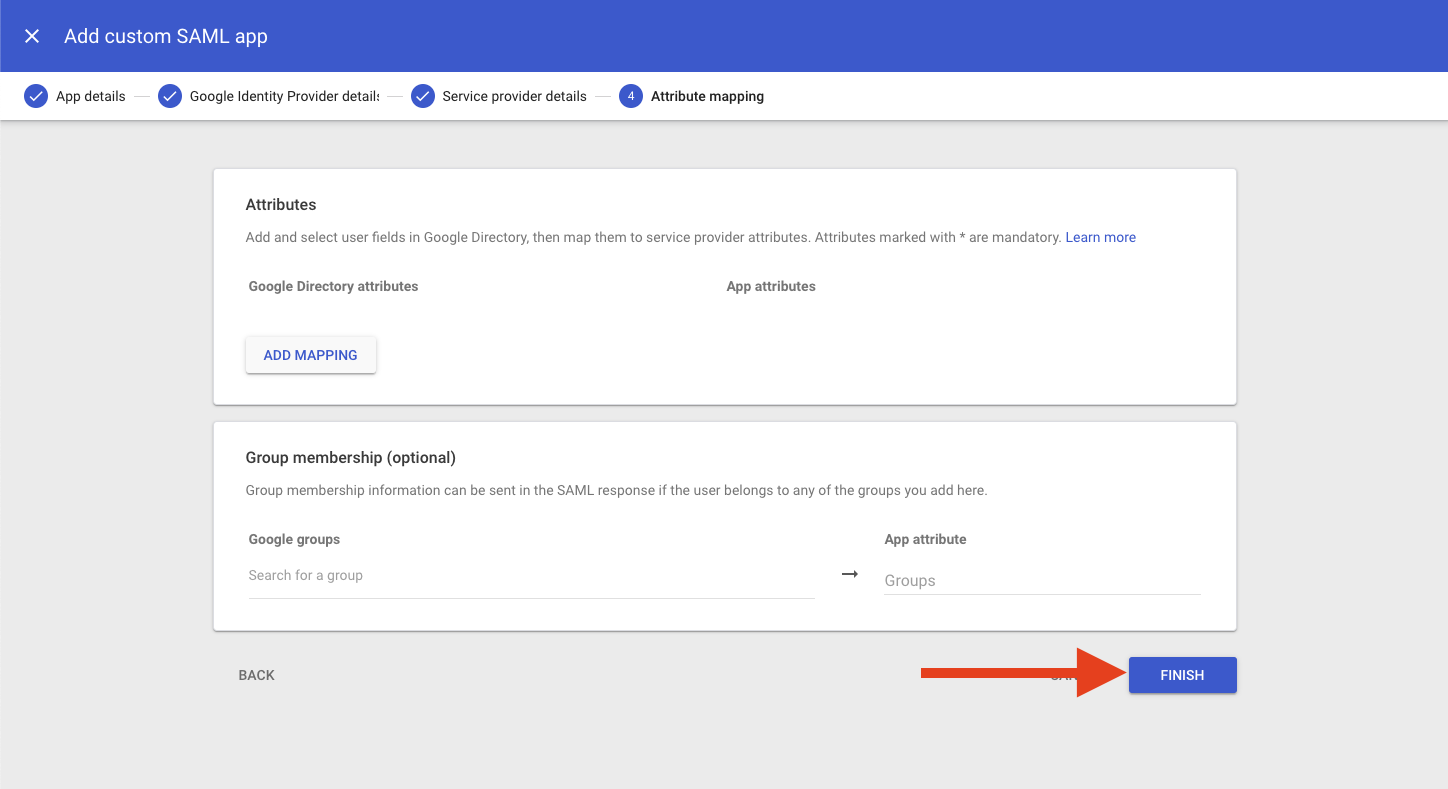 Add custom SAML app
App details
Google Identity Provider details
Service provider details
4 Attribute mapping
Attributes
Add and select user fields in Google Directory, then map them to service provider attributes. Attributes marked with * are mandatory. Learn more
Google Directory attributes
App attributes
ADD MAPPING
Group membership (optional)
Group membership information can be sent in the SAML response if the user belongs to any of the groups you add here.
Google groups
App attribute
Search for a group
Groups
BACK
FINISH